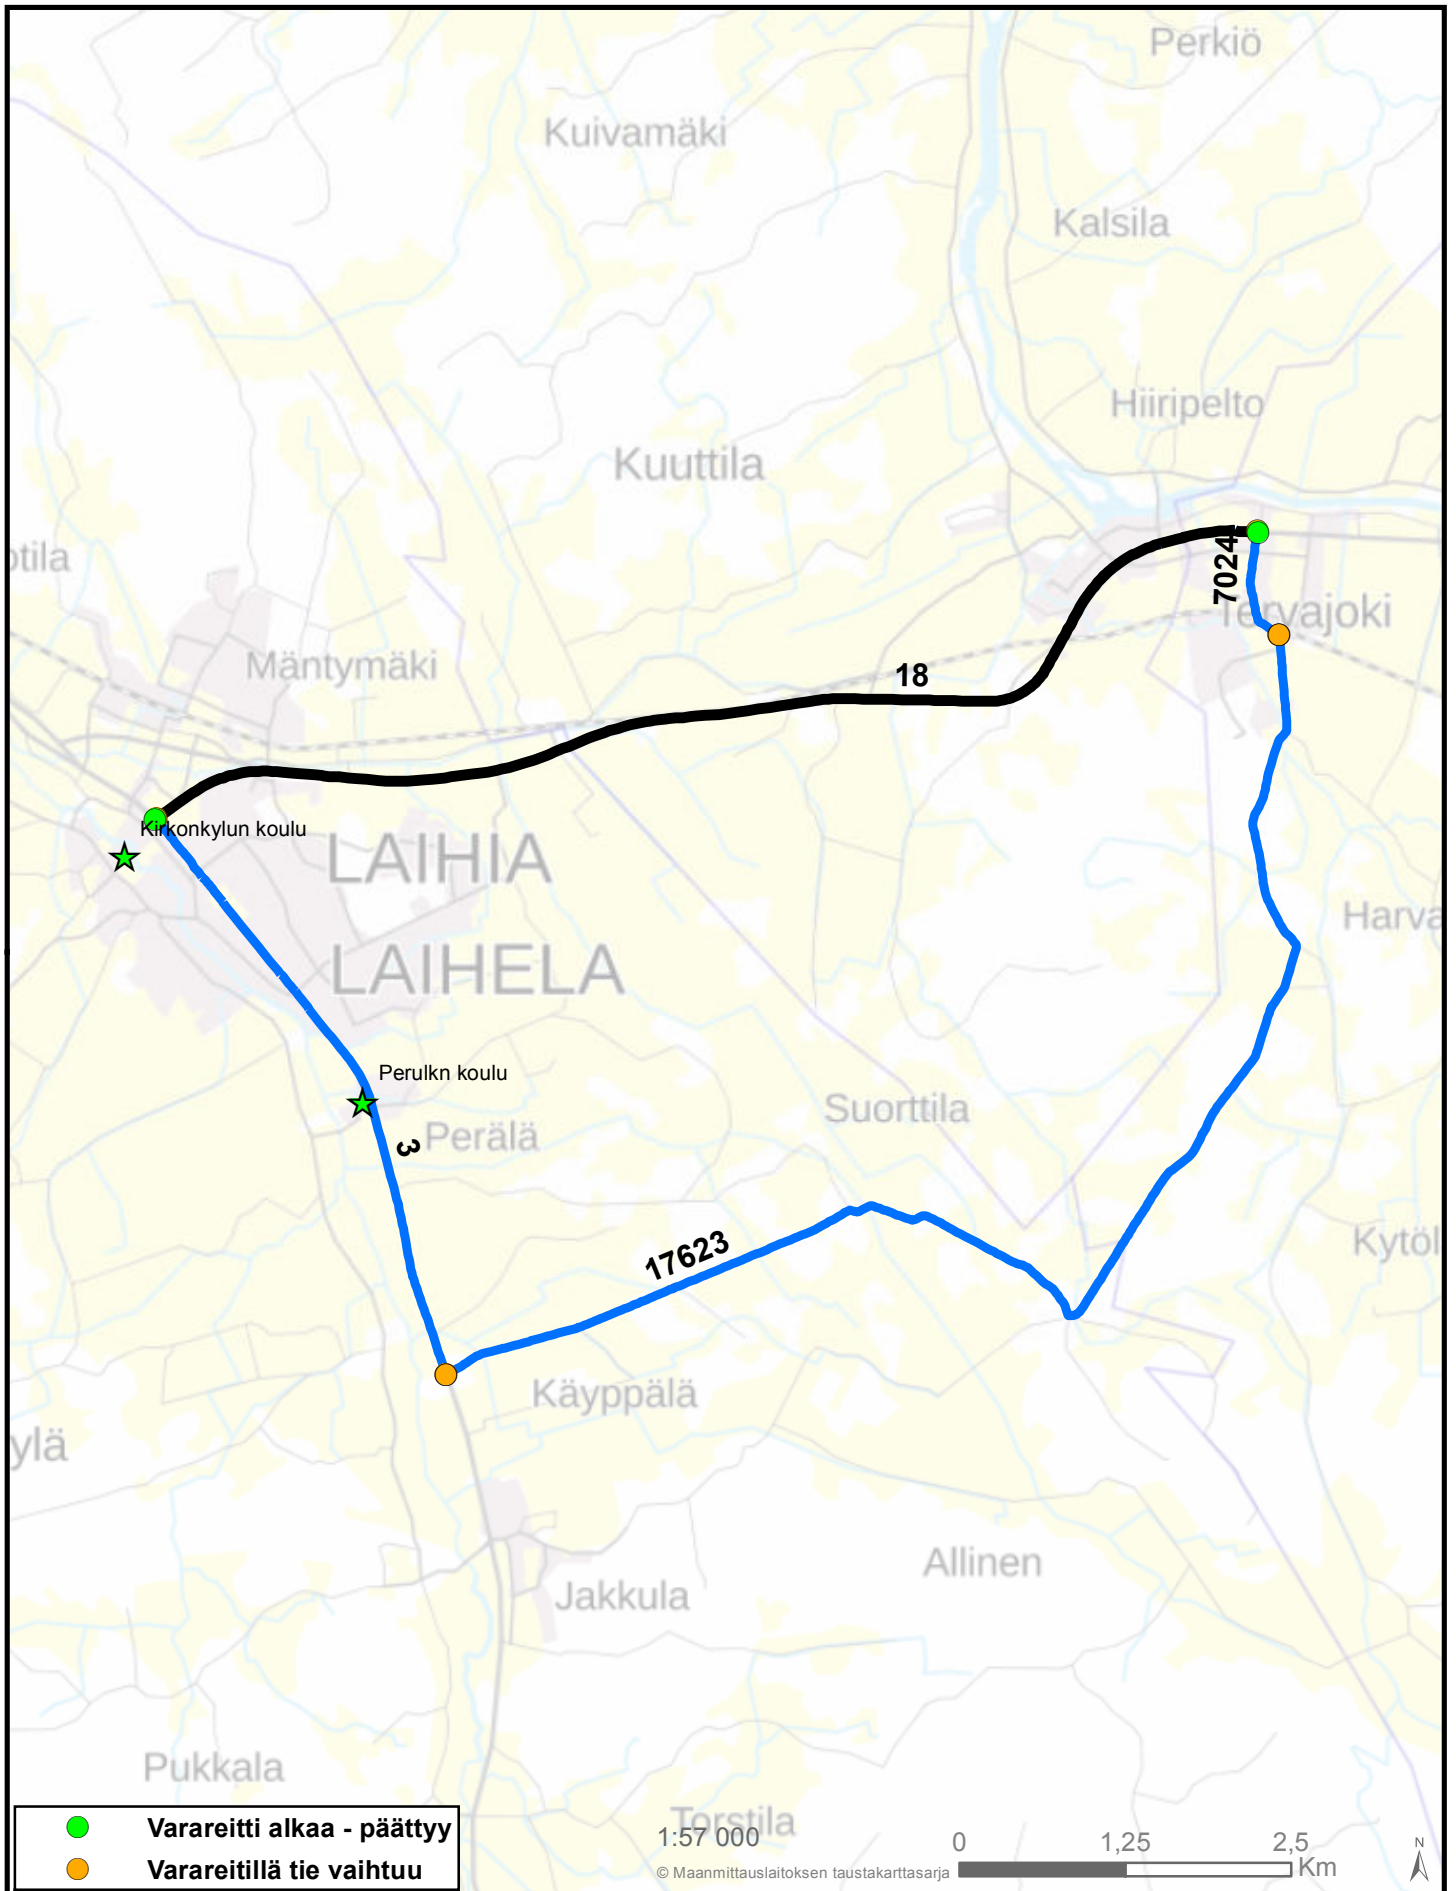 Perkiö
Kuivamäki
Kalsila
Hiiripelto
Kuuttila
otila
7024
Tervajoki
Mäntymäki
18
Kirkonkylun koulu
LAIHIA
LAIHELA
Harva
Perulkn koulu
Suorttila
3
Perälä
17623
Kytöl
Käyppälä
ylä
Allinen
Jakkula
Pukkala
Torstila
Varareitti alkaa - päättyy
Varareitillä tie vaihtuu
1:57 000
© Maanmittauslaitoksen taustakarttasarja
0 1,25 2,5
Km
N